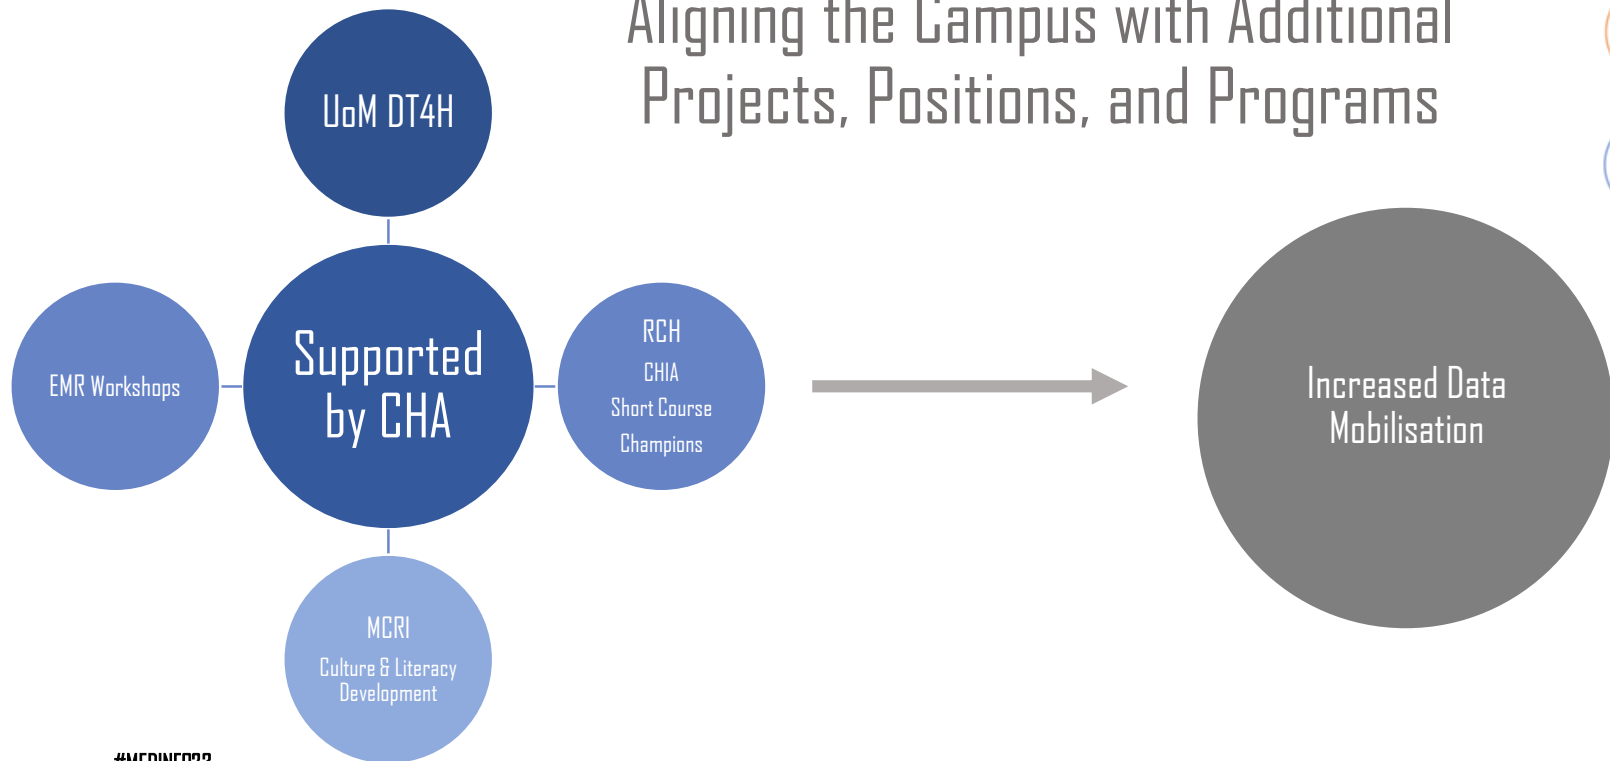 Aligning the Campus with Additional
Projects, Positions, and Programs
UoM DT4H
EMR Workshops
Supported
by CHA
RCH
CHIA
Short Course
Champions
MCRI
Culture & Literacy
Development
Increased Data
Mobilisation
#MEDINFO23